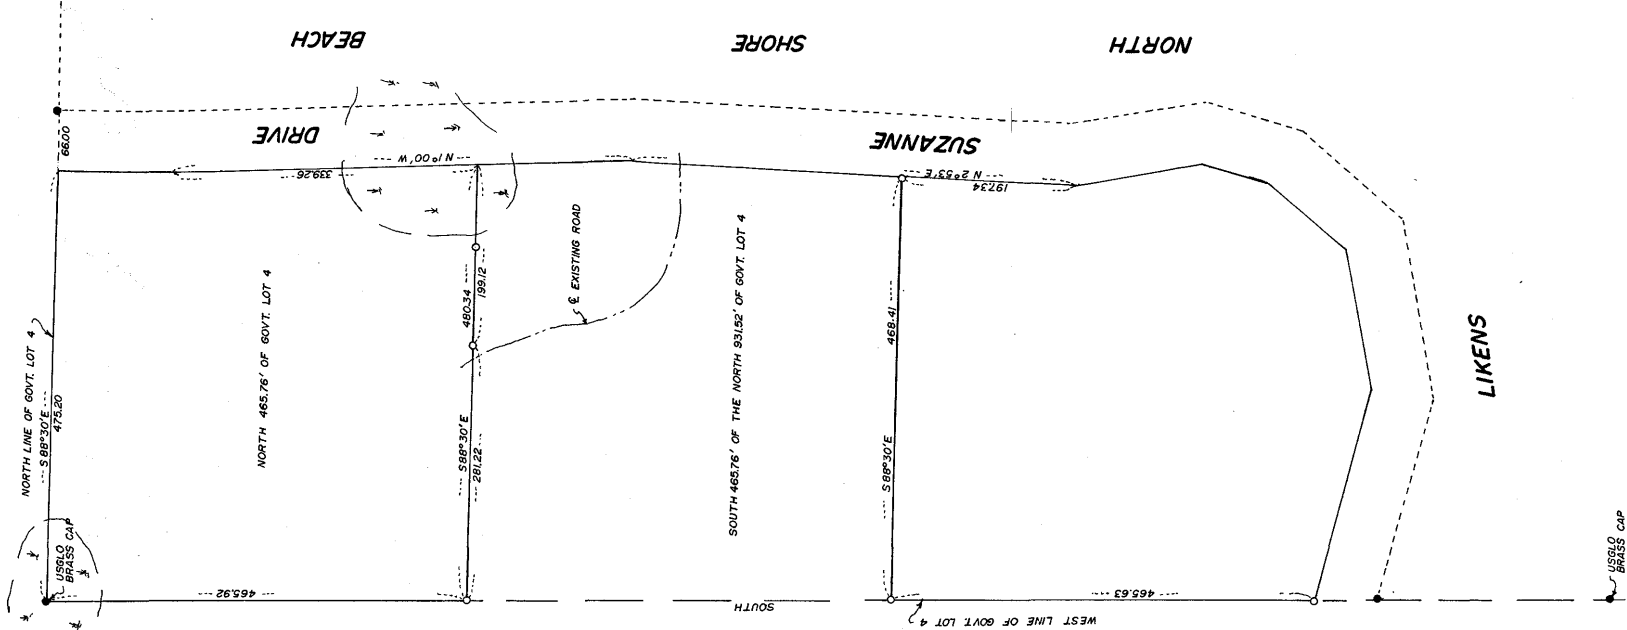 NORTH SHORE BEACH
SUZANNE DRIVE
LIKENS
66.00
339.26
N 1°00' W
N 2°53' E
197.34
NORTH LINE OF GOVT. LOT 4
S 88°30' E
475.20
NORTH 465.76' OF GOVT. LOT 4
480.34
199.12
S 88°30' E
281.22
℄ EXISTING ROAD
SOUTH 465.76' OF THE NORTH 931.52' OF GOVT. LOT 4
468.41
S 88°30' E
USGLO
BRASS CAP
465.92
SOUTH
465.63
WEST LINE OF GOVT. LOT 4
USGLO
BRASS CAP